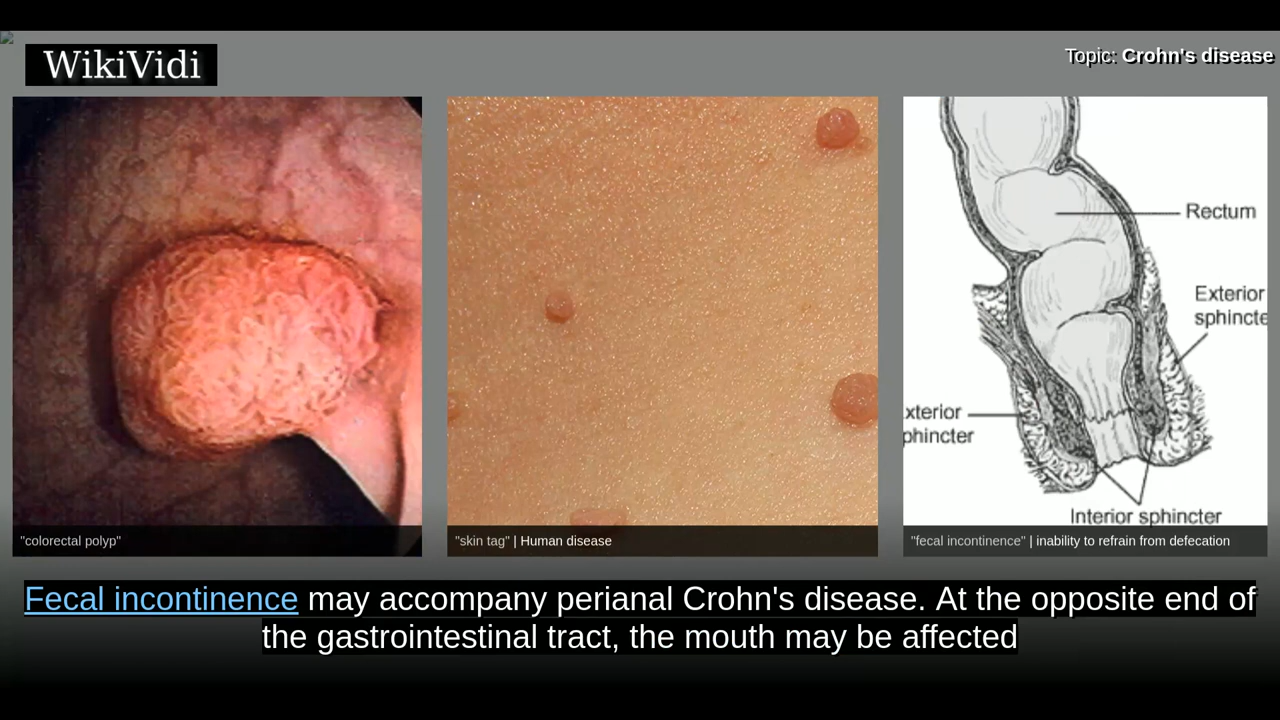 WikiVidi
Topic: Crohn's disease
Rectum
Exterior
sphincte
xterior
phincter
Interior sphincter
"colorectal polyp"
"skin tag" | Human disease
"fecal incontinence" | inability to refrain from defecation
Fecal incontinence may accompany perianal Crohn's disease. At the opposite end of
the gastrointestinal tract, the mouth may be affected